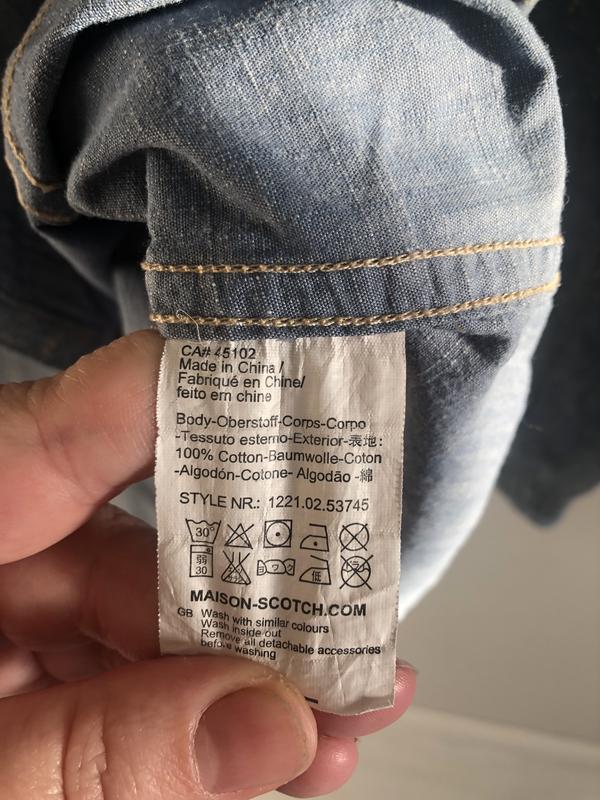 CA# 45102
Made in China /
Fabriqué en Chine/
feito em chine
Body-Oberstoff-Corps-Corpo
-Tessuto esterno-Exterior-表地:
100% Cotton-Baumwolle-Coton
-Algodón-Cotone- Algodão -綿
STYLE NR.: 1221.02.53745
30°
弱
30
低
MAISON-SCOTCH.COM
GB Wash with similar colours
Wash inside out
Remove all detachable accessories
before washing